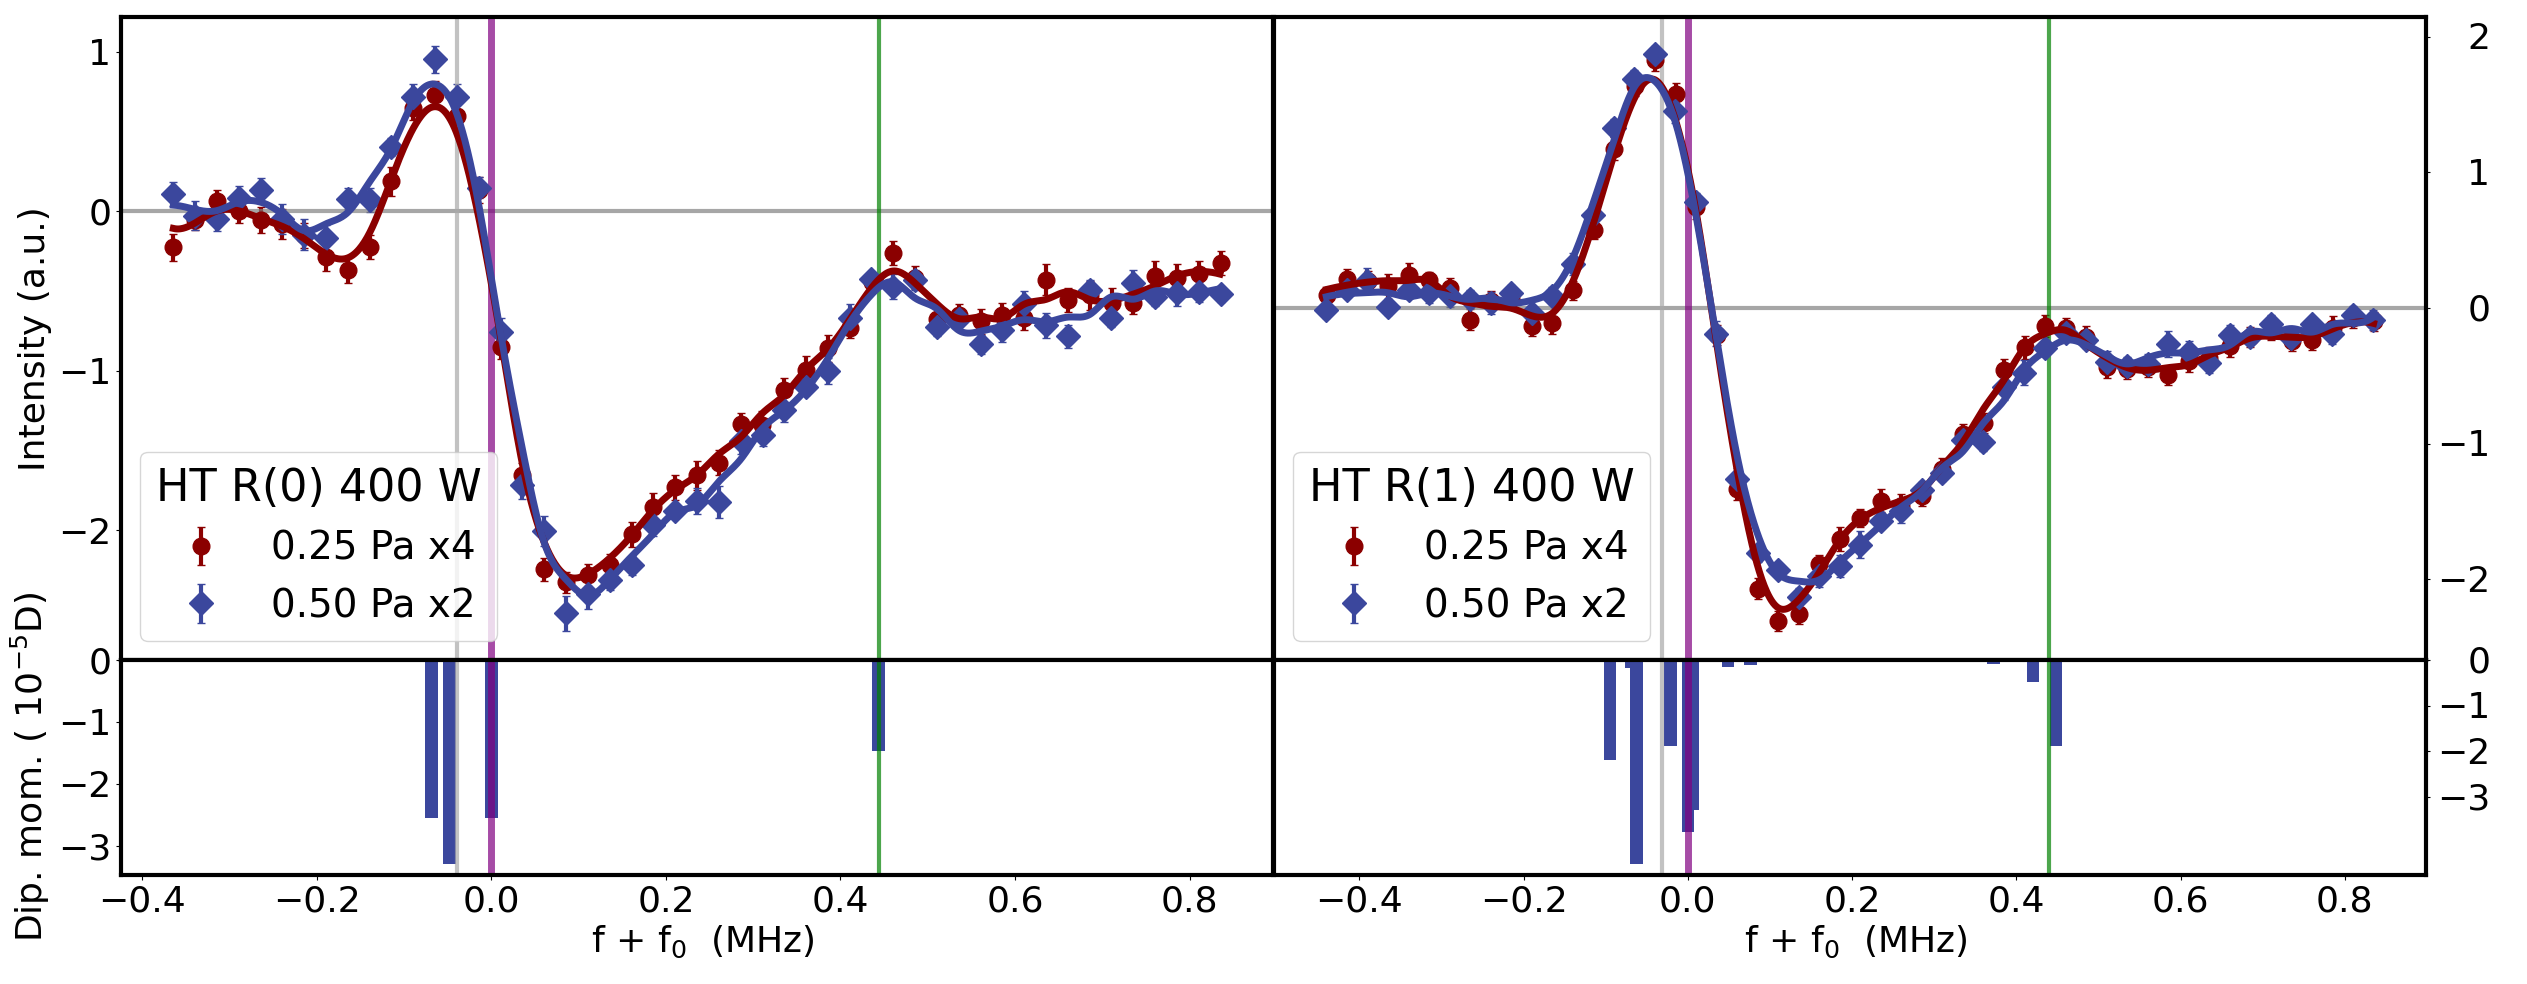 Intensity (a.u.)
1
0
−1
−2
HT R(0) 400 W
0.25 Pa x4
0.50 Pa x2
HT R(1) 400 W
0.25 Pa x4
0.50 Pa x2
2
1
0
−1
−2
Dip. mom. ( 10⁻⁵D)
0
−1
−2
−3
0
−1
−2
−3
−0.4 −0.2 0.0 0.2 0.4 0.6 0.8
−0.4 −0.2 0.0 0.2 0.4 0.6 0.8
f + f₀ (MHz)
f + f₀ (MHz)